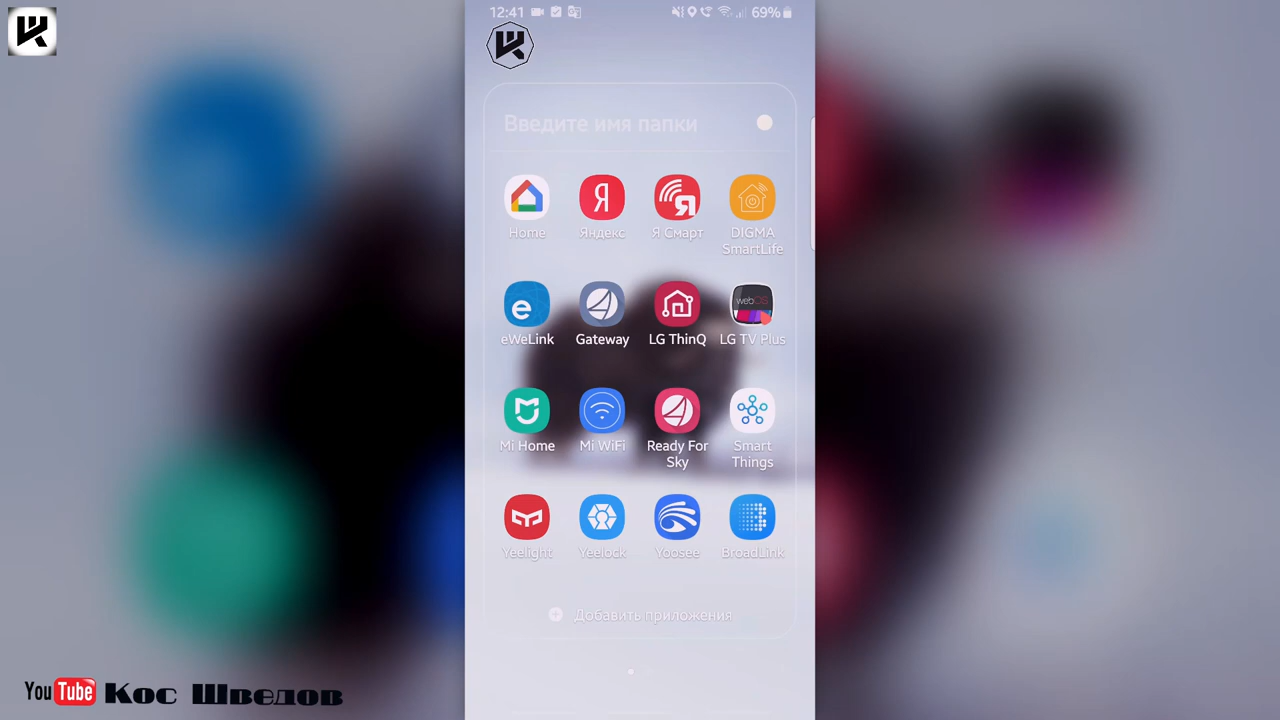 12:41
69%
Введите имя папки
Home
Яндекс
Я Смарт
DIGMA
SmartLife
eWeLink
Gateway
LG ThinQ
webOS
LG TV Plus
Mi Home
Mi WiFi
Ready For
Sky
Smart
Things
Yeelight
Yeelock
Yoosee
BroadLink
Добавить приложения
YouTube Кос Шведов